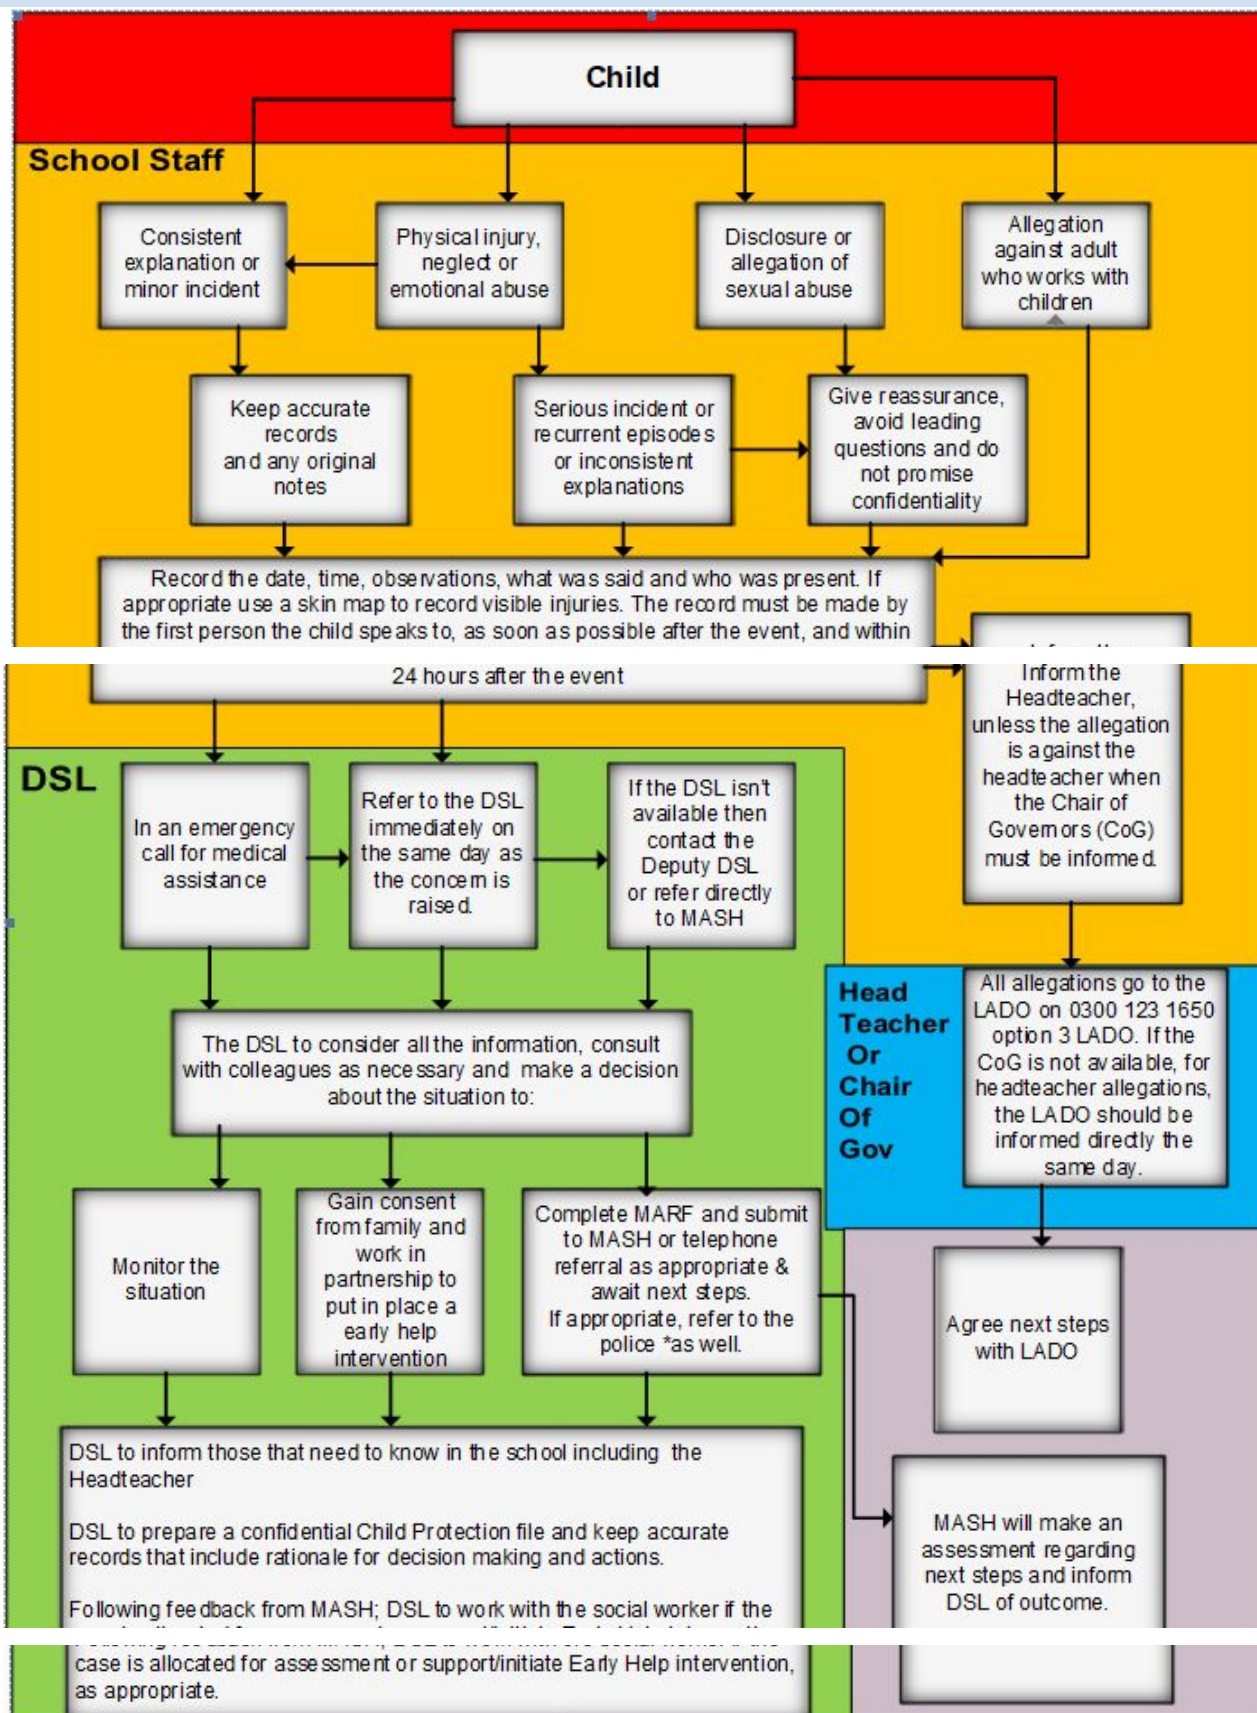 Child
School Staff
Consistent
explanation or
minor incident
Physical injury,
neglect or
emotional abuse
Disclosure or
allegation of
sexual abuse
Allegation
against adult
who works with
children
Keep accurate
records
and any original
notes
Serious incident or
recurrent episodes
or inconsistent
explanations
Give reassurance,
avoid leading
questions and do
not promise
confidentiality
Record the date, time, observations, what was said and who was present. If
appropriate use a skin map to record visible injuries. The record must be made by
the first person the child speaks to, as soon as possible after the event, and within
24 hours after the event
Inform the
Headteacher,
unless the allegation
is against the
headteacher when
the Chair of
Governors (CoG)
must be informed.
DSL
In an emergency
call for medical
assistance
Refer to the DSL
immediately on
the same day as
the concern is
raised.
If the DSL isn't
available then
contact the
Deputy DSL
or refer directly
to MASH
Head
Teacher
Or
Chair
Of
Gov
All allegations go to the
LADO on 0300 123 1650
option 3 LADO. If the
CoG is not available, for
headteacher allegations,
the LADO should be
informed directly the
same day.
The DSL to consider all the information, consult
with colleagues as necessary and make a decision
about the situation to:
Monitor the
situation
Gain consent
from family and
work in
partnership to
put in place a
early help
intervention
Complete MARF and submit
to MASH or telephone
referral as appropriate &
await next steps.
If appropriate, refer to the
police *as well.
Agree next steps
with LADO
DSL to inform those that need to know in the school including the
Headteacher
DSL to prepare a confidential Child Protection file and keep accurate
records that include rationale for decision making and actions.
Following feedback from MASH; DSL to work with the social worker if the
case is allocated for assessment or support/initiate Early Help intervention,
as appropriate.
MASH will make an
assessment regarding
next steps and inform
DSL of outcome.